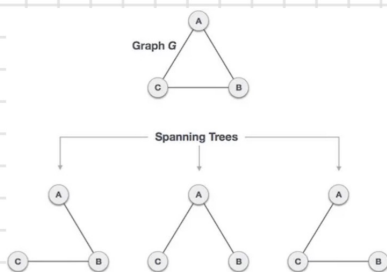 A
Graph G
C B
Spanning Trees
A A A
C B C B C B